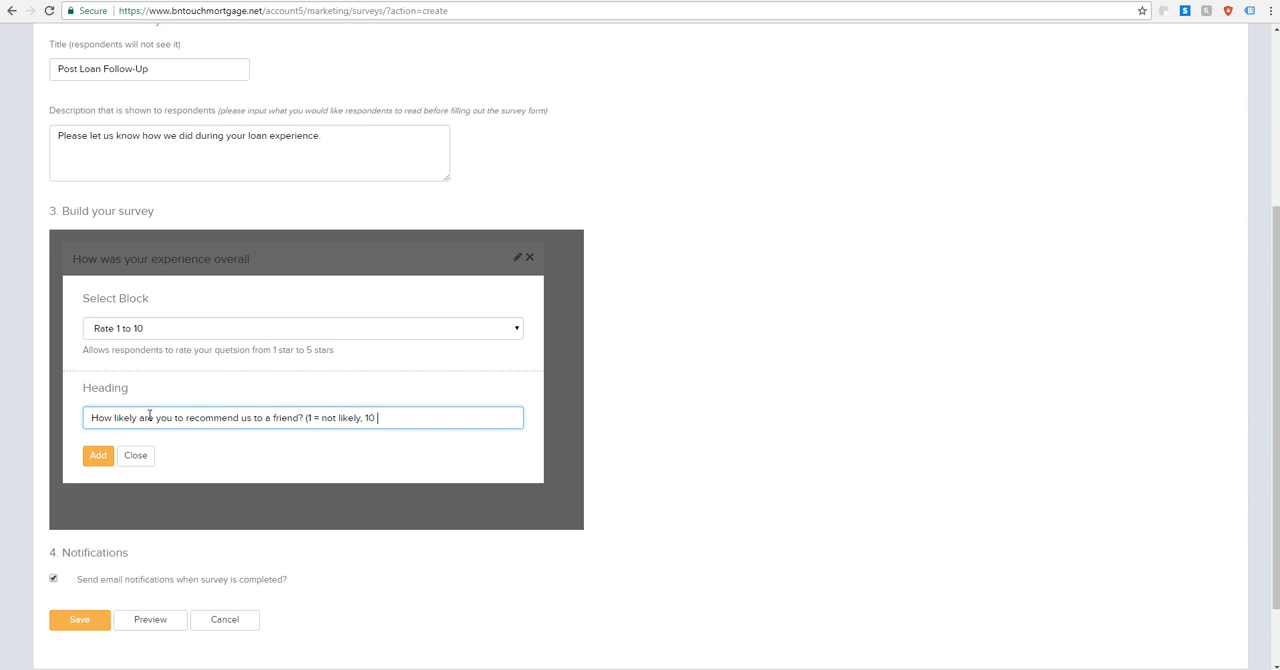 Secure | https://www.bntouchmortgage.net/account5/marketing/surveys/?action=create
Title (respondents will not see it)
Post Loan Follow-Up
Description that is shown to respondents (please input what you would like respondents to read before filling out the survey form)
Please let us know how we did during your loan experience.
3. Build your survey
How was your experience overall
Select Block
Rate 1 to 10
Allows respondents to rate your quetsion from 1 star to 5 stars
Heading
How likely are you to recommend us to a friend? (1 = not likely, 10
Add Close
4. Notifications
Send email notifications when survey is completed?
Save Preview Cancel